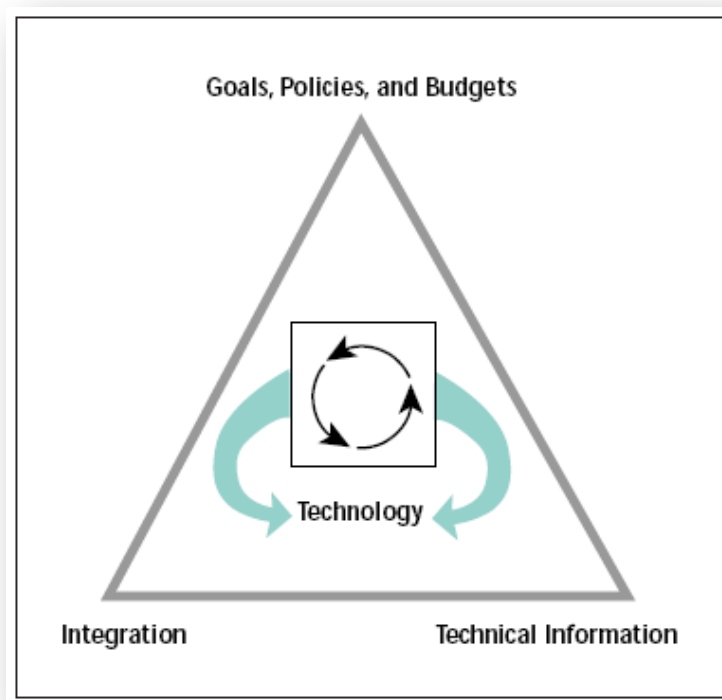 Goals, Policies, and Budgets
Technology
Integration
Technical Information